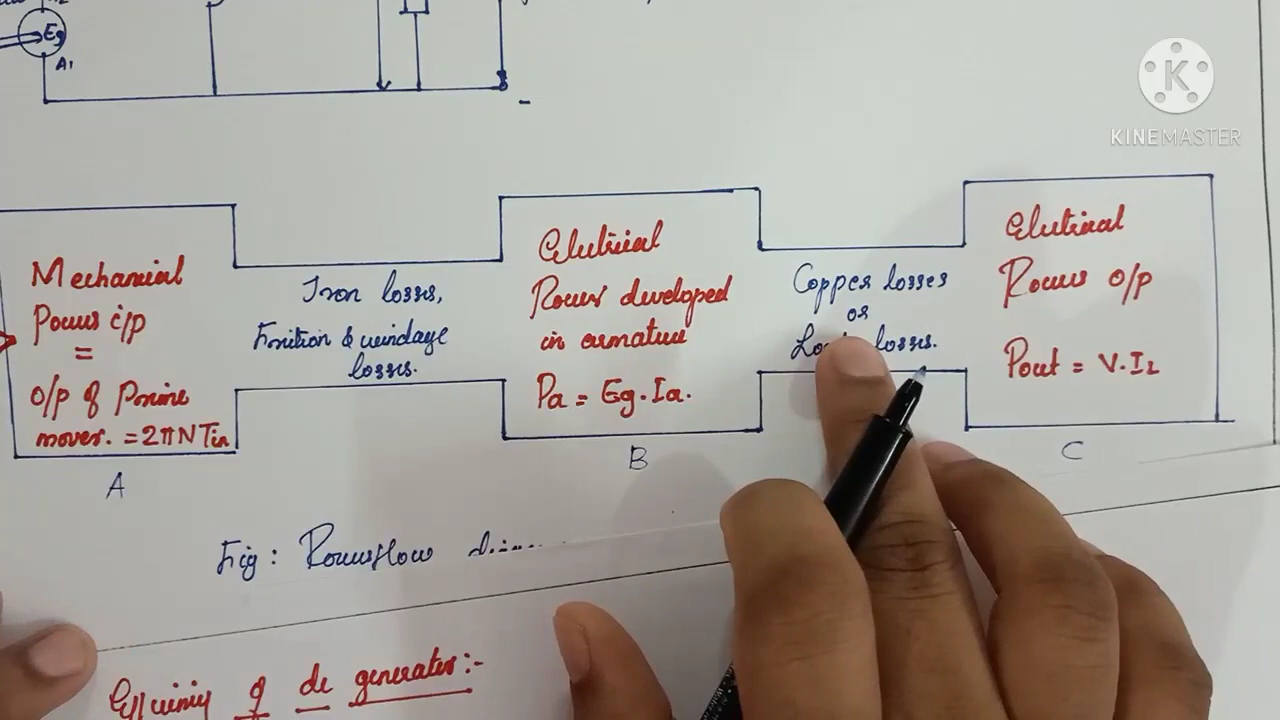 Eg
A1
-
KINEMASTER
Mechanical
Power i/p
=
o/p of prime
mover. = 2πNTin
A
Iron losses,
Friction & windage
losses.
Electrical
Power developed
in armature
Pa = Eg.Ia.
B
Copper losses
or
losses.
Electrical
Power o/p
Pout = V.IL
C
Fig: Powerflow
Efficiency of dc generator:-